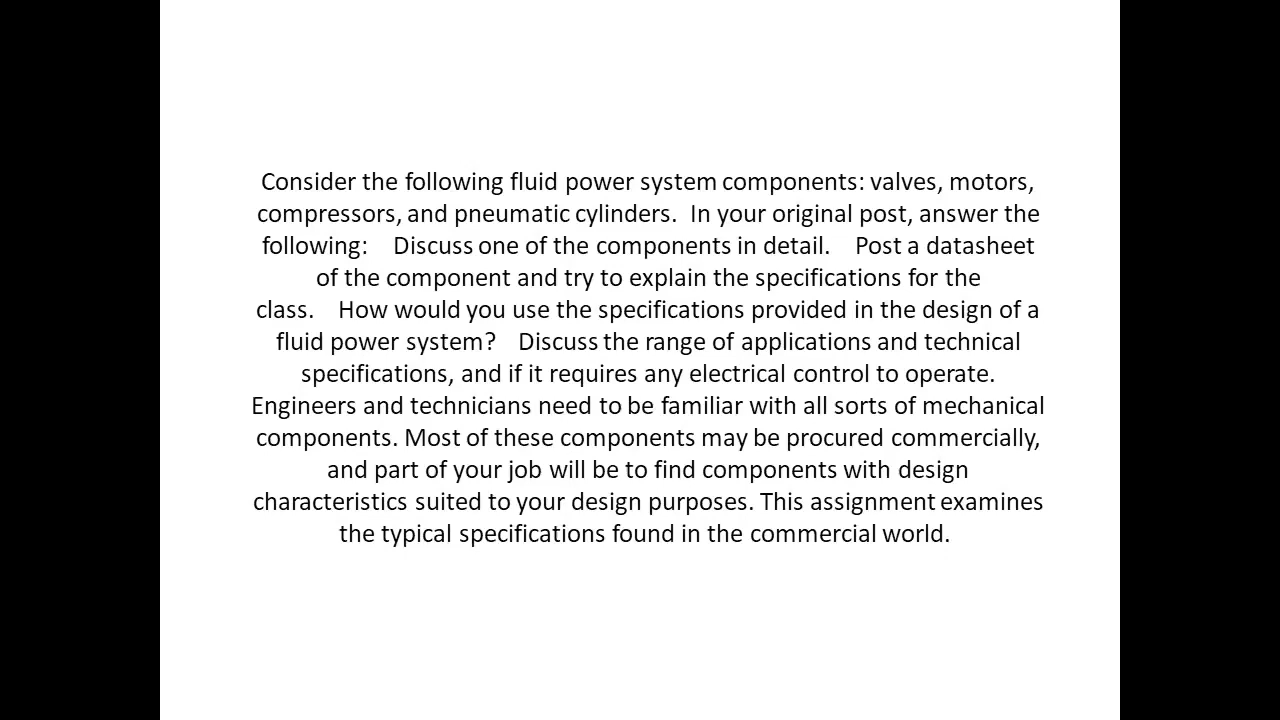 Consider the following fluid power system components: valves, motors,
compressors, and pneumatic cylinders.  In your original post, answer the
following:    Discuss one of the components in detail.    Post a datasheet
of the component and try to explain the specifications for the
class.    How would you use the specifications provided in the design of a
fluid power system?    Discuss the range of applications and technical
specifications, and if it requires any electrical control to operate.
Engineers and technicians need to be familiar with all sorts of mechanical
components. Most of these components may be procured commercially,
and part of your job will be to find components with design
characteristics suited to your design purposes. This assignment examines
the typical specifications found in the commercial world.